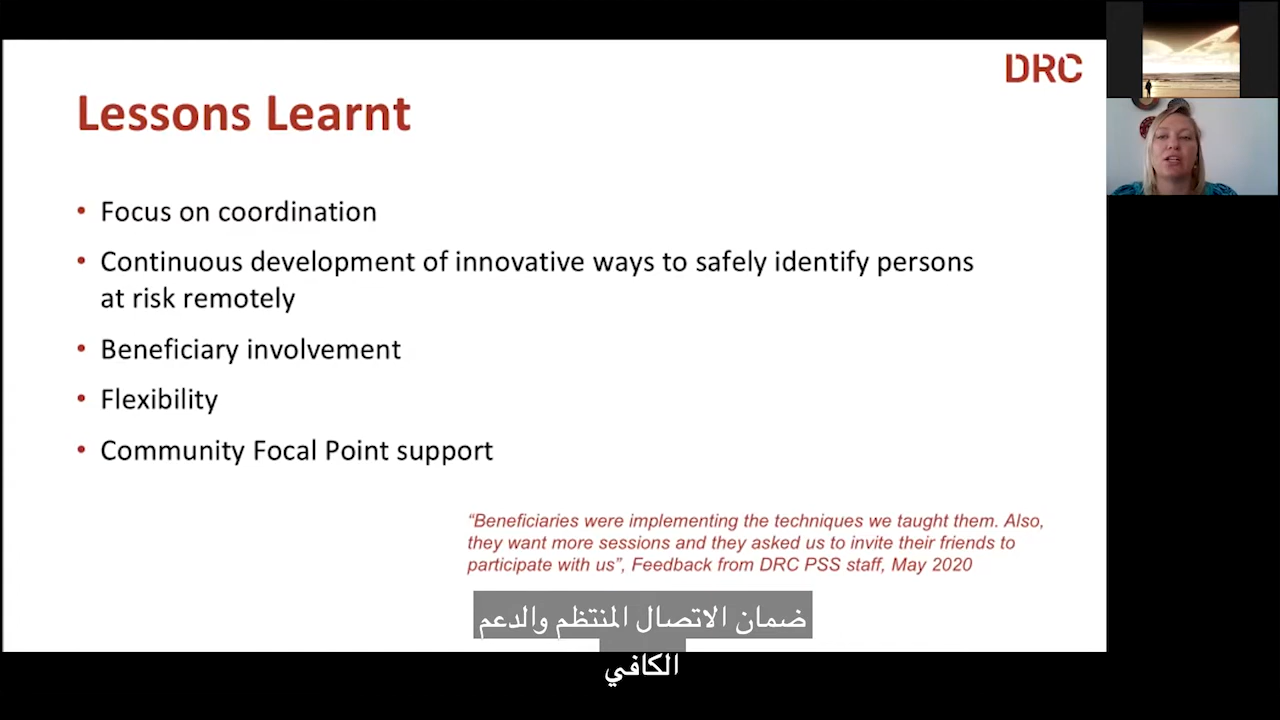 DRC
Lessons Learnt
• Focus on coordination
• Continuous development of innovative ways to safely identify persons
at risk remotely
• Beneficiary involvement
• Flexibility
• Community Focal Point support
“Beneficiaries were implementing the techniques we taught them. Also,
they want more sessions and they asked us to invite their friends to
participate with us”, Feedback from DRC PSS staff, May 2020
ضمان الاتصال المنتظم والدعم
الكافي